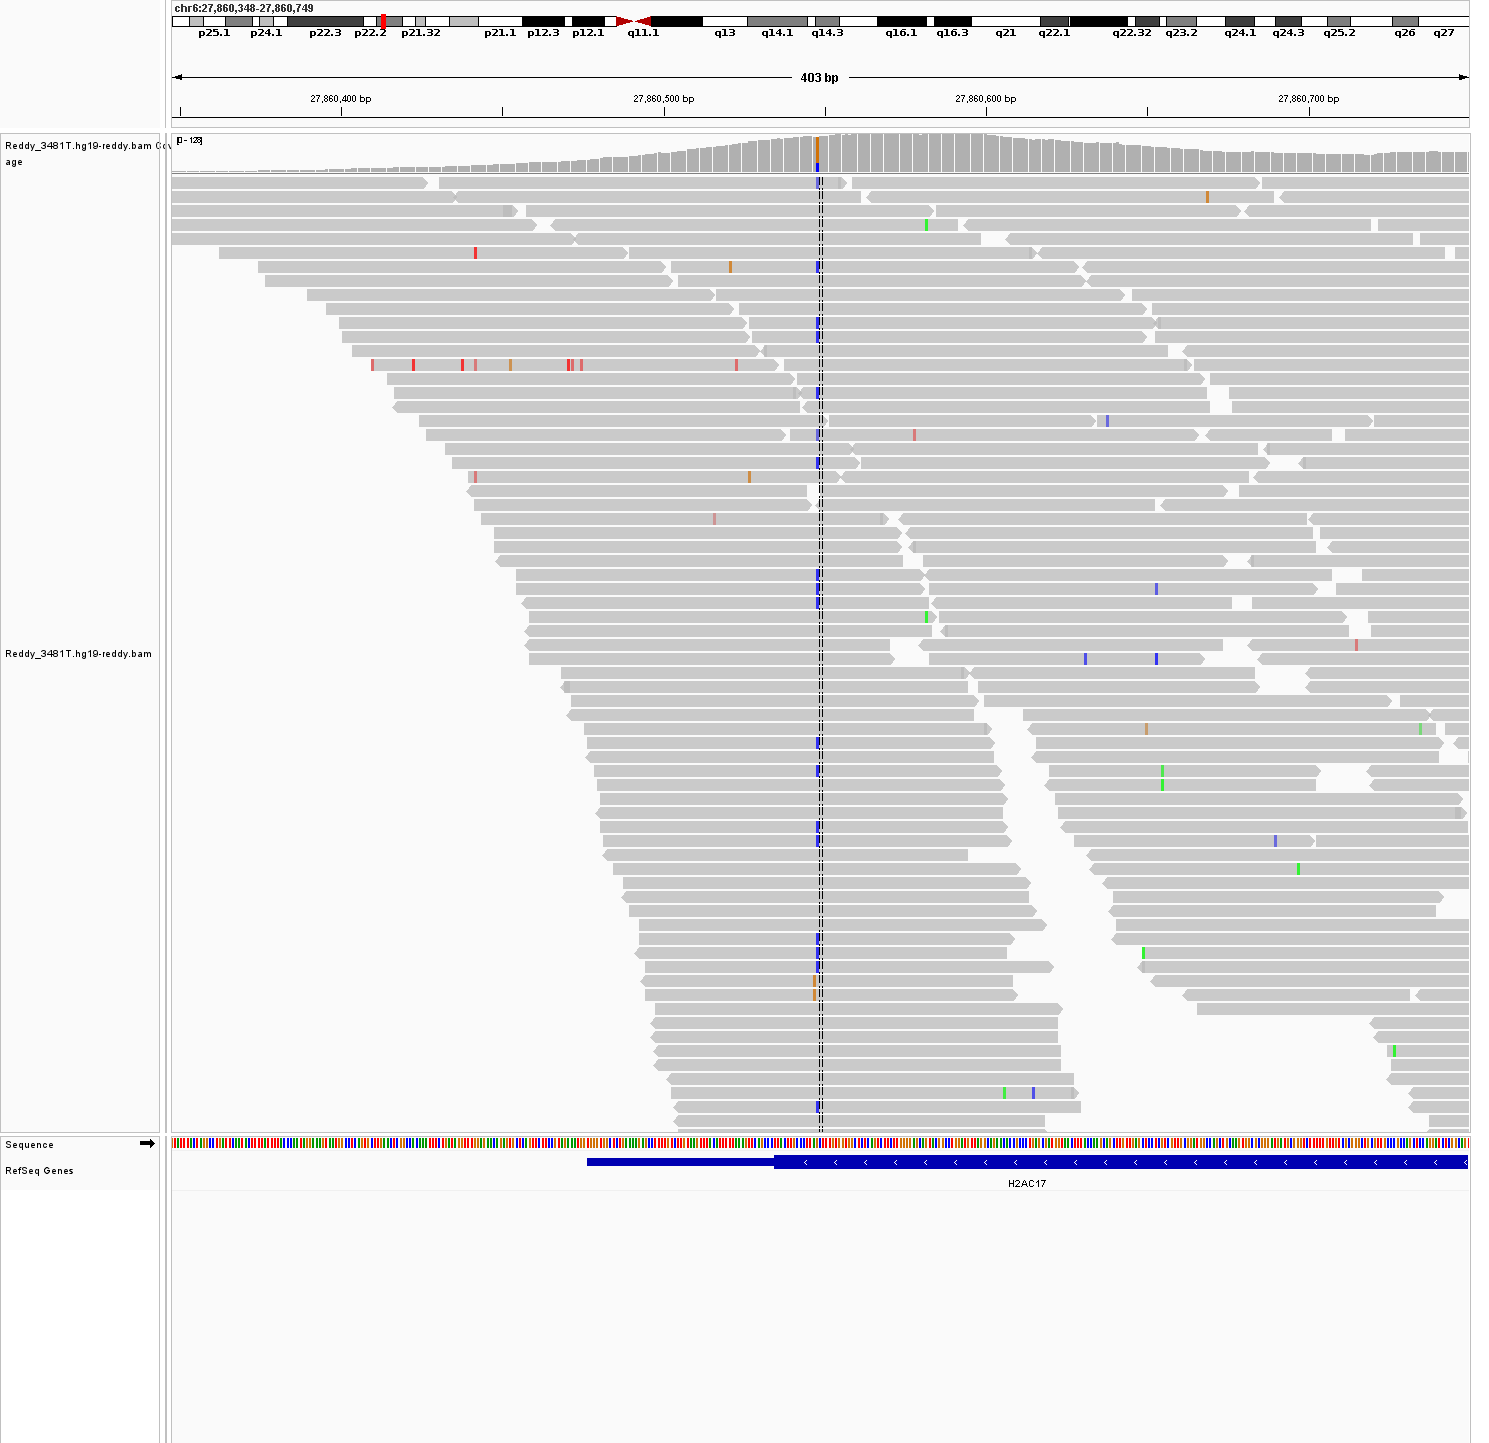 chr6:27,860,348-27,860,749
p25.1 p24.1 p22.3 p22.2 p21.32 p21.1 p12.3 p12.1 q11.1 q13 q14.1 q14.3 q16.1 q16.3 q21 q22.1 q22.32 q23.2 q24.1 q24.3 q25.2 q26 q27
403 bp
27,860,400 bp 27,860,500 bp 27,860,600 bp 27,860,700 bp
Reddy_3481T.hg19-reddy.bam Cov
age
[0 - 128]
Reddy_3481T.hg19-reddy.bam
Sequence
RefSeq Genes
H2AC17